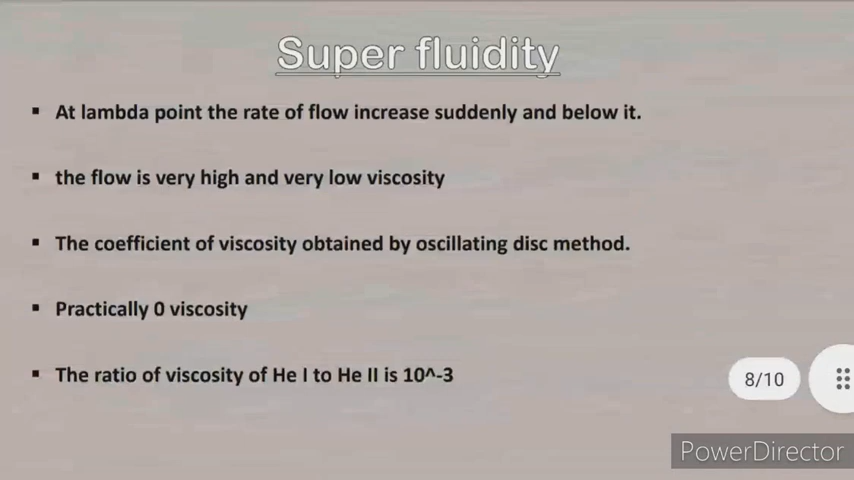 Super fluidity
▪ At lambda point the rate of flow increase suddenly and below it.
▪ the flow is very high and very low viscosity
▪ The coefficient of viscosity obtained by oscillating disc method.
▪ Practically 0 viscosity
▪ The ratio of viscosity of He I to He II is 10^-3
8/10
PowerDirector